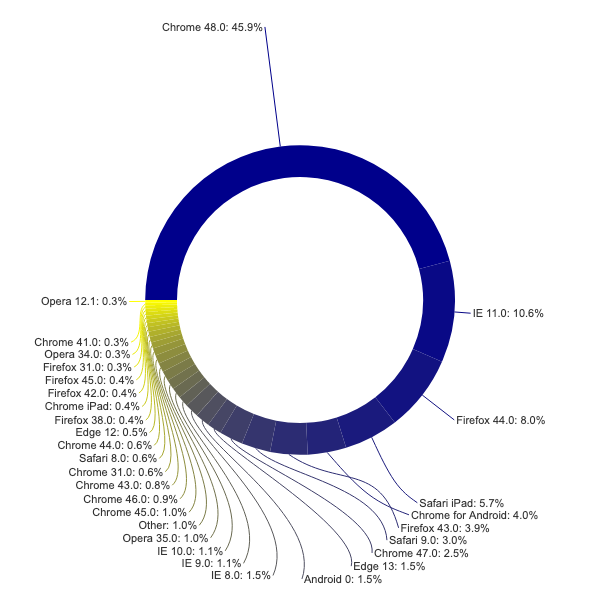 Chrome 48.0: 45.9%
Opera 12.1: 0.3%
IE 11.0: 10.6%
Chrome 41.0: 0.3%
Opera 34.0: 0.3%
Firefox 31.0: 0.3%
Firefox 45.0: 0.4%
Firefox 42.0: 0.4%
Chrome iPad: 0.4%
Firefox 38.0: 0.4%
Firefox 44.0: 8.0%
Edge 12: 0.5%
Chrome 44.0: 0.6%
Safari 8.0: 0.6%
Chrome 31.0: 0.6%
Chrome 43.0: 0.8%
Chrome 46.0: 0.9%
Safari iPad: 5.7%
Chrome 45.0: 1.0%
Chrome for Android: 4.0%
Other: 1.0%
Firefox 43.0: 3.9%
Opera 35.0: 1.0%
Safari 9.0: 3.0%
IE 10.0: 1.1%
Chrome 47.0: 2.5%
IE 9.0: 1.1%
Edge 13: 1.5%
IE 8.0: 1.5%
Android 0: 1.5%